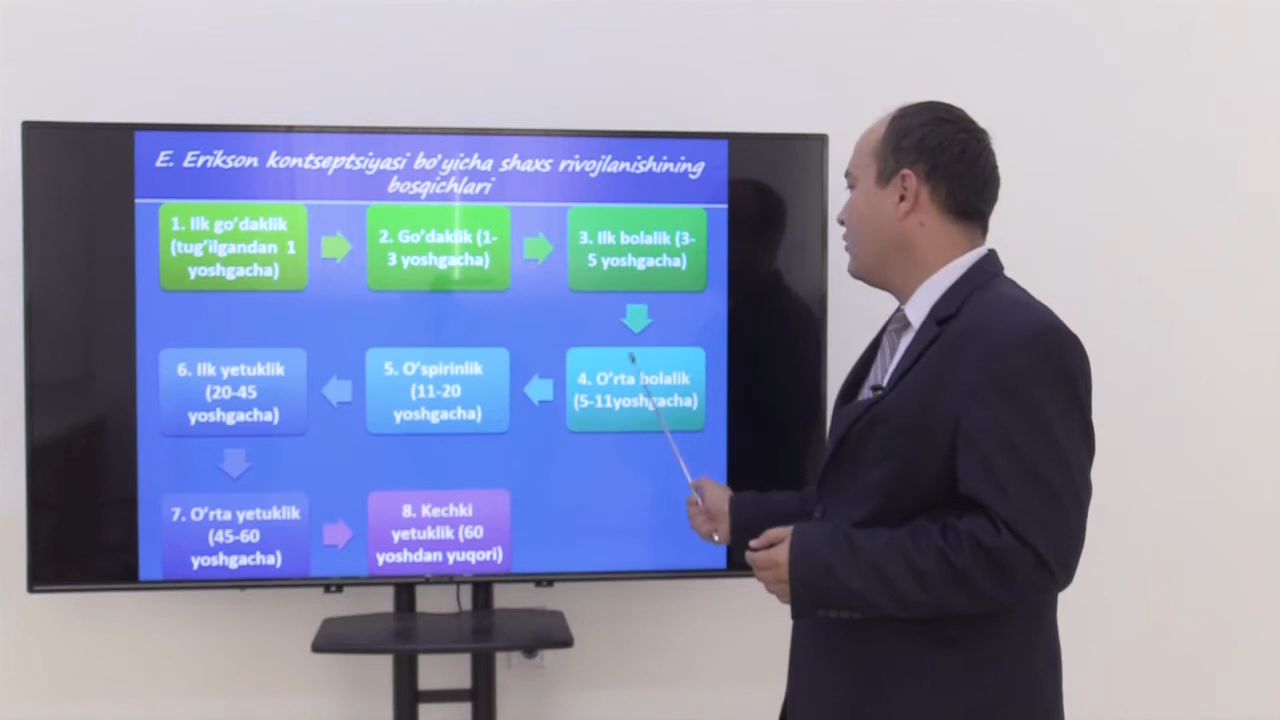 E. Erikson kontseptsiyasi bo'yicha shaxs rivojlanishining
bosqichlari
1. Ilk go'daklik
(tug'ilgandan 1
yoshgacha)
2. Go'daklik (1-
3 yoshgacha)
3. Ilk bolalik (3-
5 yoshgacha)
4. O'rta bolalik
(5-11yoshgacha)
5. O'spirinlik
(11-20
yoshgacha)
6. Ilk yetuklik
(20-45
yoshgacha)
7. O'rta yetuklik
(45-60
yoshgacha)
8. Kechki
yetuklik (60
yoshdan yuqori)